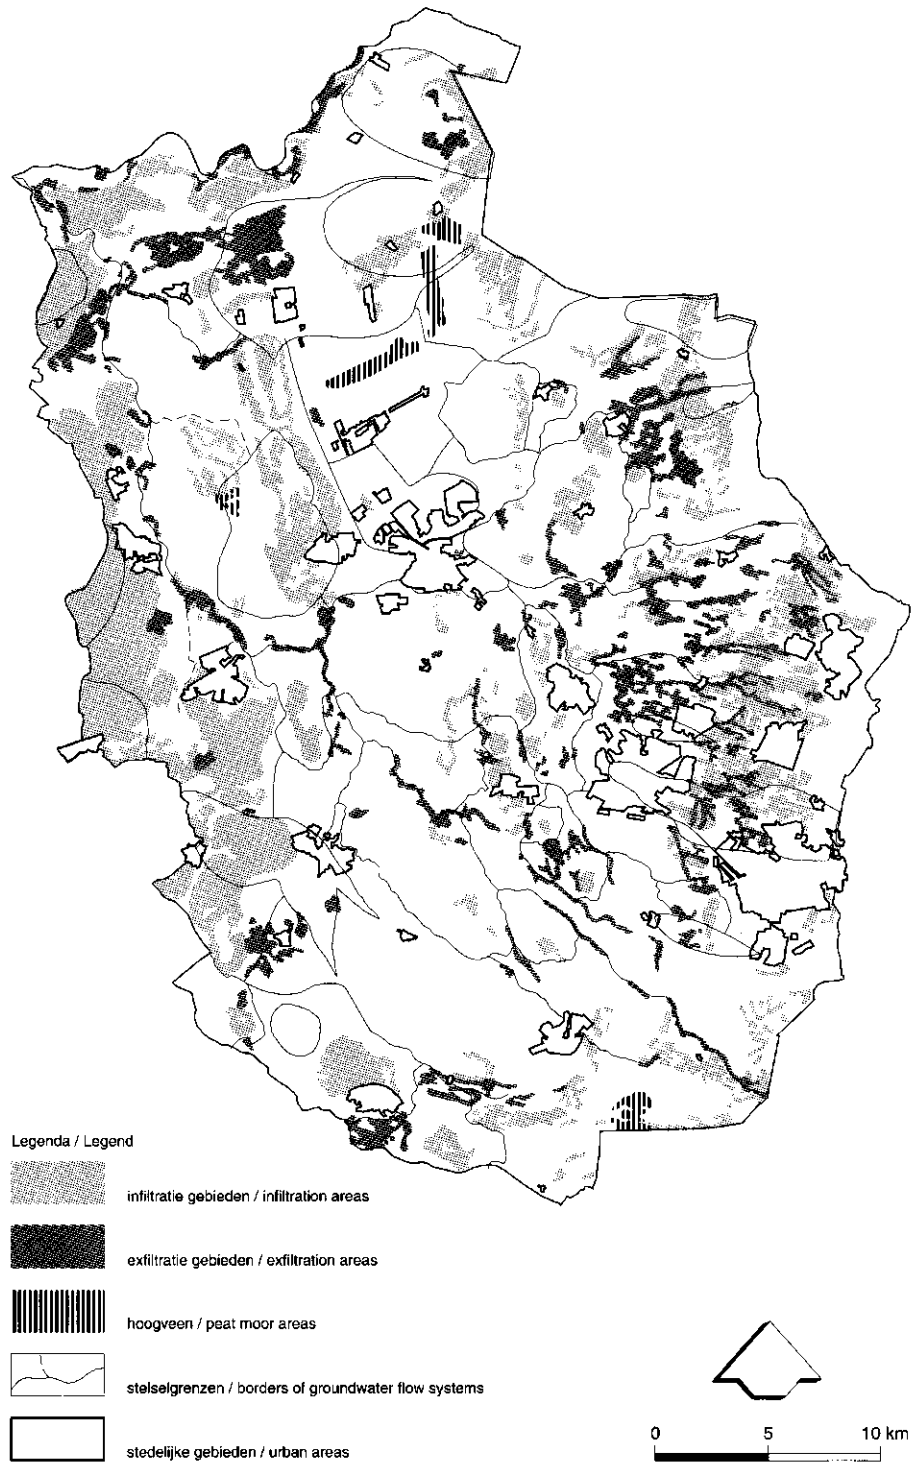 Legenda / Legend
infiltratie gebieden / infiltration areas
exfiltratie gebieden / exfiltration areas
hoogveen / peat moor areas
stelselgrenzen / borders of groundwater flow systems
stedelijke gebieden / urban areas
0 5 10 km